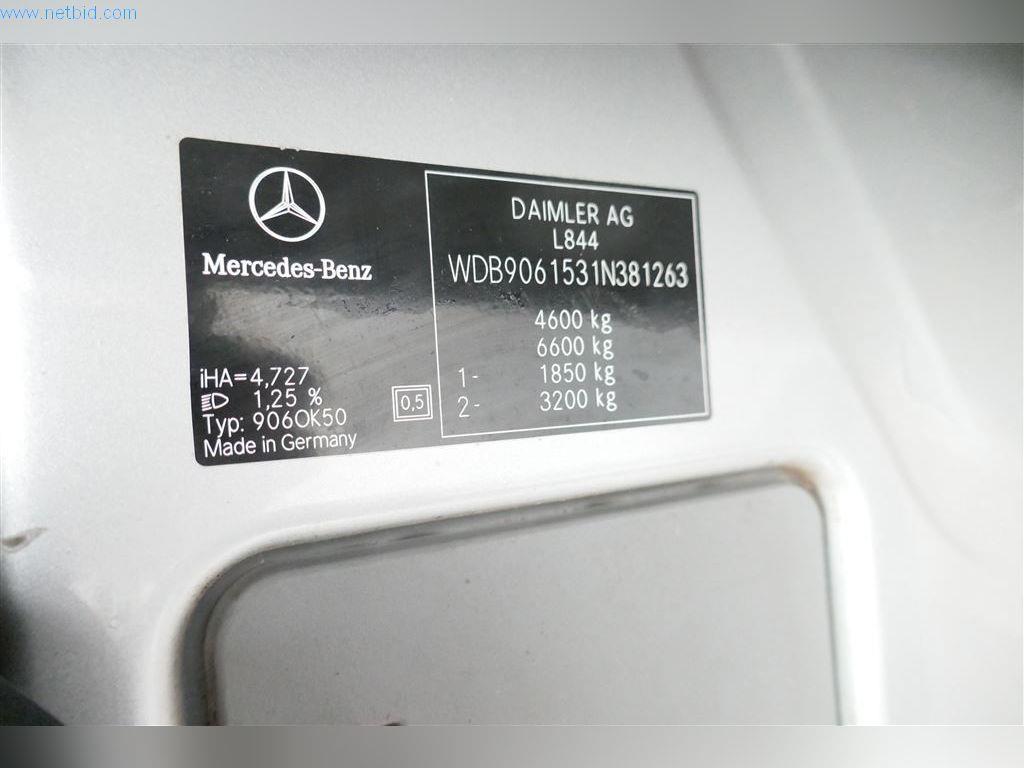 www.netbid.com
Mercedes-Benz
iHA=4,727
1,25 %
Typ: 906OK50
Made in Germany
0,5
DAIMLER AG
L844
WDB9061531N381263
4600 kg
6600 kg
1- 1850 kg
2- 3200 kg